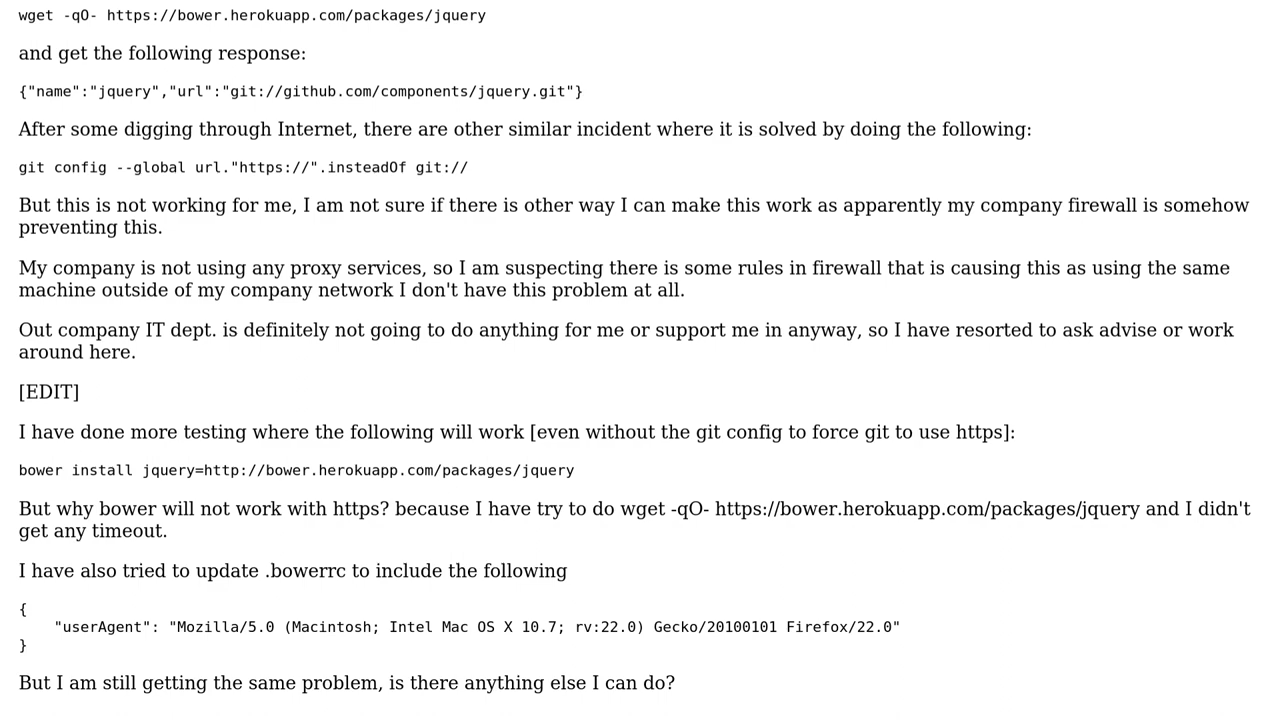 wget -qO- https://bower.herokuapp.com/packages/jquery
and get the following response:
{"name":"jquery","url":"git://github.com/components/jquery.git"}
After some digging through Internet, there are other similar incident where it is solved by doing the following:
git config --global url."https://".insteadOf git://
But this is not working for me, I am not sure if there is other way I can make this work as apparently my company firewall is somehow
preventing this.
My company is not using any proxy services, so I am suspecting there is some rules in firewall that is causing this as using the same
machine outside of my company network I don't have this problem at all.
Out company IT dept. is definitely not going to do anything for me or support me in anyway, so I have resorted to ask advise or work
around here.
[EDIT]
I have done more testing where the following will work [even without the git config to force git to use https]:
bower install jquery=http://bower.herokuapp.com/packages/jquery
But why bower will not work with https? because I have try to do wget -qO- https://bower.herokuapp.com/packages/jquery and I didn't
get any timeout.
I have also tried to update .bowerrc to include the following
{
    "userAgent": "Mozilla/5.0 (Macintosh; Intel Mac OS X 10.7; rv:22.0) Gecko/20100101 Firefox/22.0"
}
But I am still getting the same problem, is there anything else I can do?